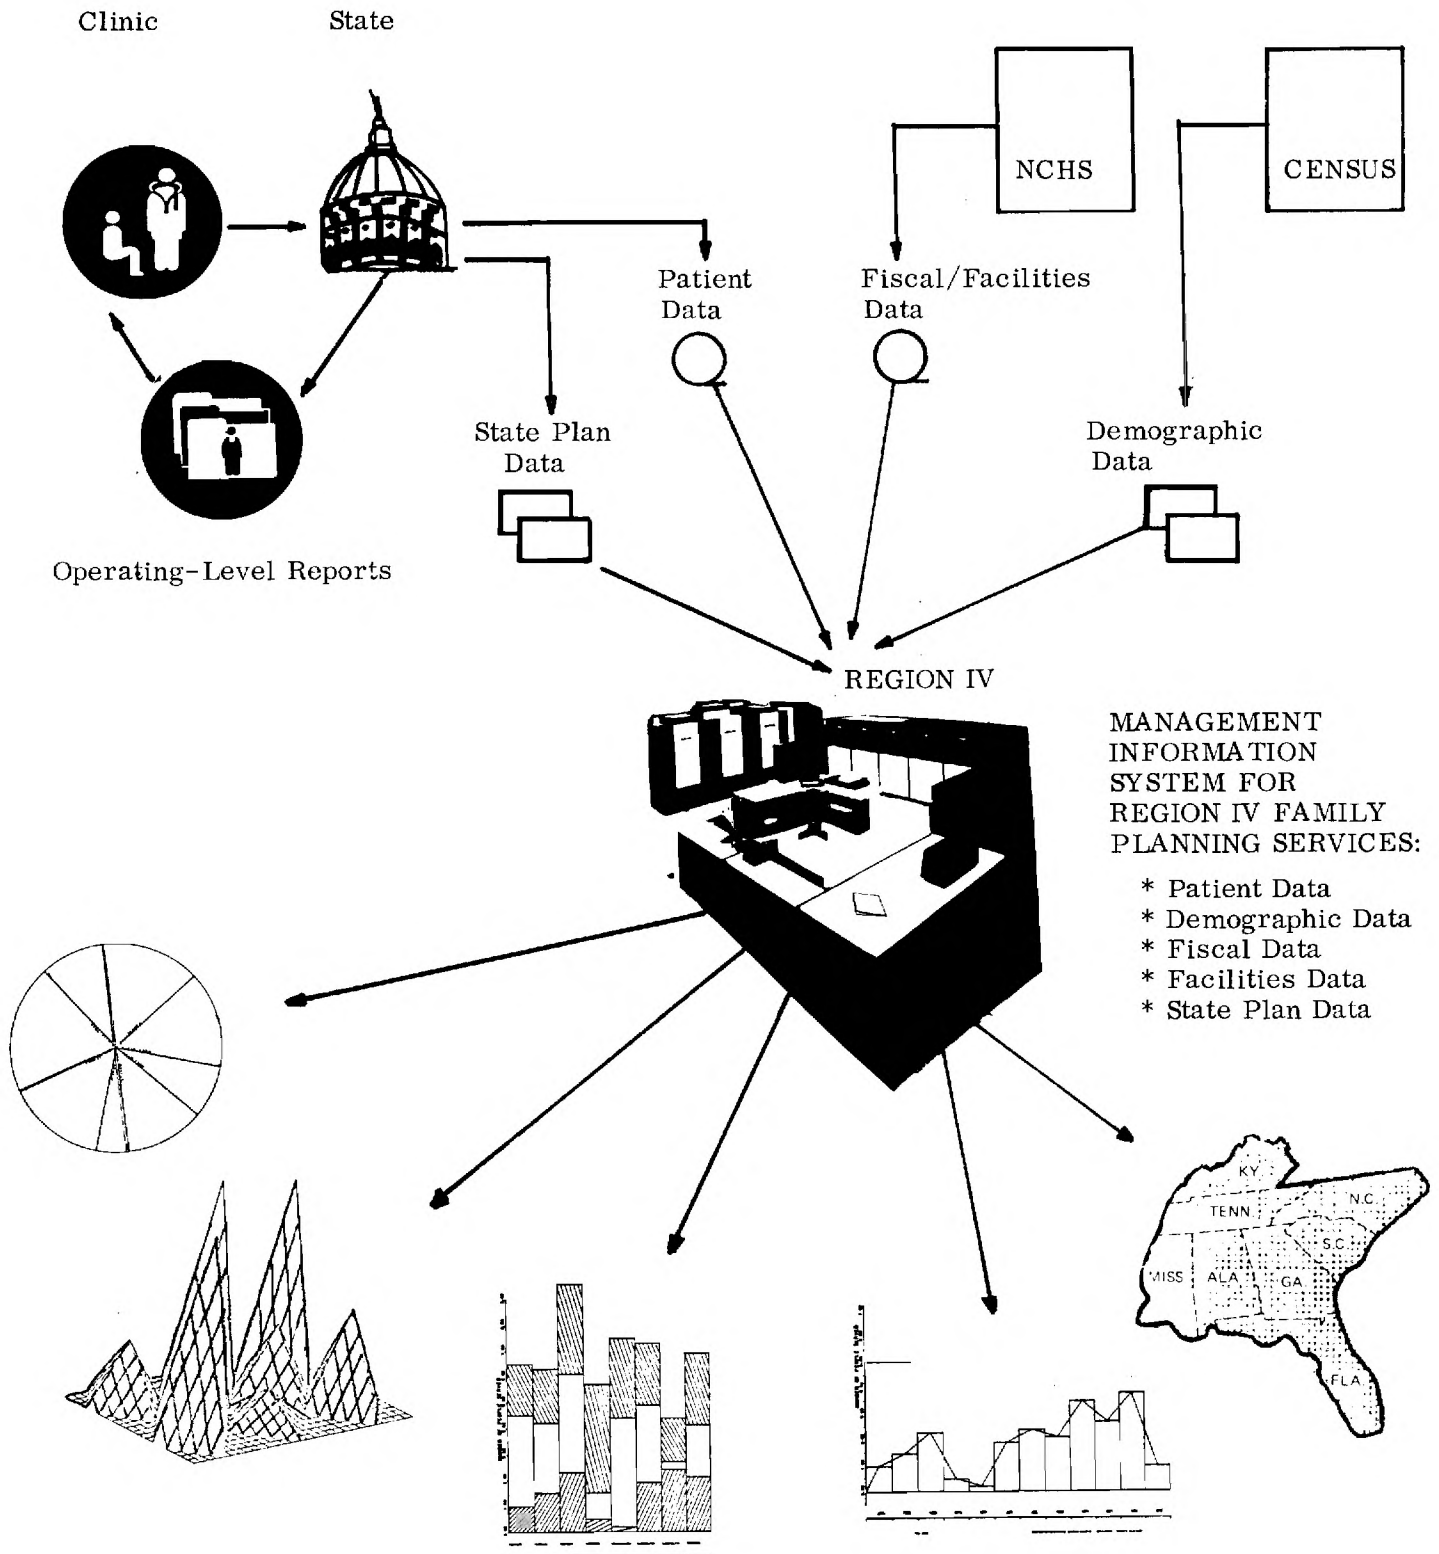 Clinic
State
NCHS
CENSUS
Patient
Data
Fiscal/Facilities
Data
State Plan
Data
Demographic
Data
Operating-Level Reports
REGION IV
MANAGEMENT
INFORMATION
SYSTEM FOR
REGION IV FAMILY
PLANNING SERVICES:
* Patient Data
* Demographic Data
* Fiscal Data
* Facilities Data
* State Plan Data
KY.
TENN.
N.C.
S.C.
MISS
ALA
GA.
FLA.